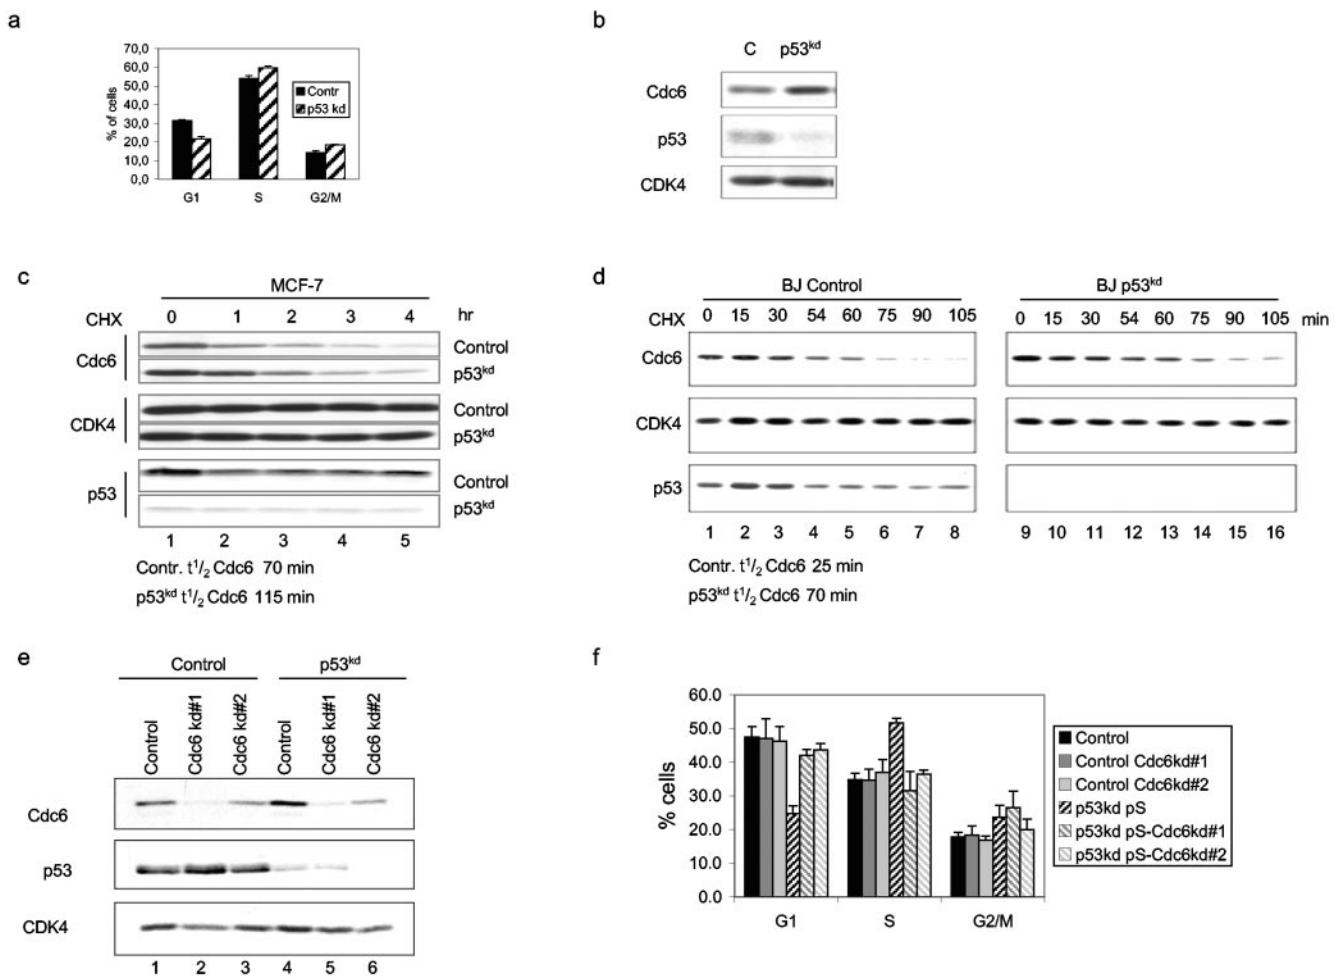 a
70,0
60,0
50,0
40,0
30,0
20,0
10,0
0,0
% of cells
Contr
p53 kd
G1 S G2/M
b
C p53kd
Cdc6
p53
CDK4
c
MCF-7
CHX 0 1 2 3 4 hr
Cdc6
Control
p53kd
CDK4
Control
p53kd
p53
Control
p53kd
1 2 3 4 5
Contr. t1/2 Cdc6 70 min
p53kd t1/2 Cdc6 115 min
d
BJ Control BJ p53kd
CHX 0 15 30 54 60 75 90 105 0 15 30 54 60 75 90 105 min
Cdc6
CDK4
p53
1 2 3 4 5 6 7 8 9 10 11 12 13 14 15 16
Contr. t1/2 Cdc6 25 min
p53kd t1/2 Cdc6 70 min
e
Control p53kd
Control Cdc6 kd#1 Cdc6 kd#2 Control Cdc6 kd#1 Cdc6 kd#2
Cdc6
p53
CDK4
1 2 3 4 5 6
f
60.0
50.0
40.0
30.0
20.0
10.0
0.0
% cells
G1 S G2/M
Control
Control Cdc6kd#1
Control Cdc6kd#2
p53kd pS
p53kd pS-Cdc6kd#1
p53kd pS-Cdc6kd#2